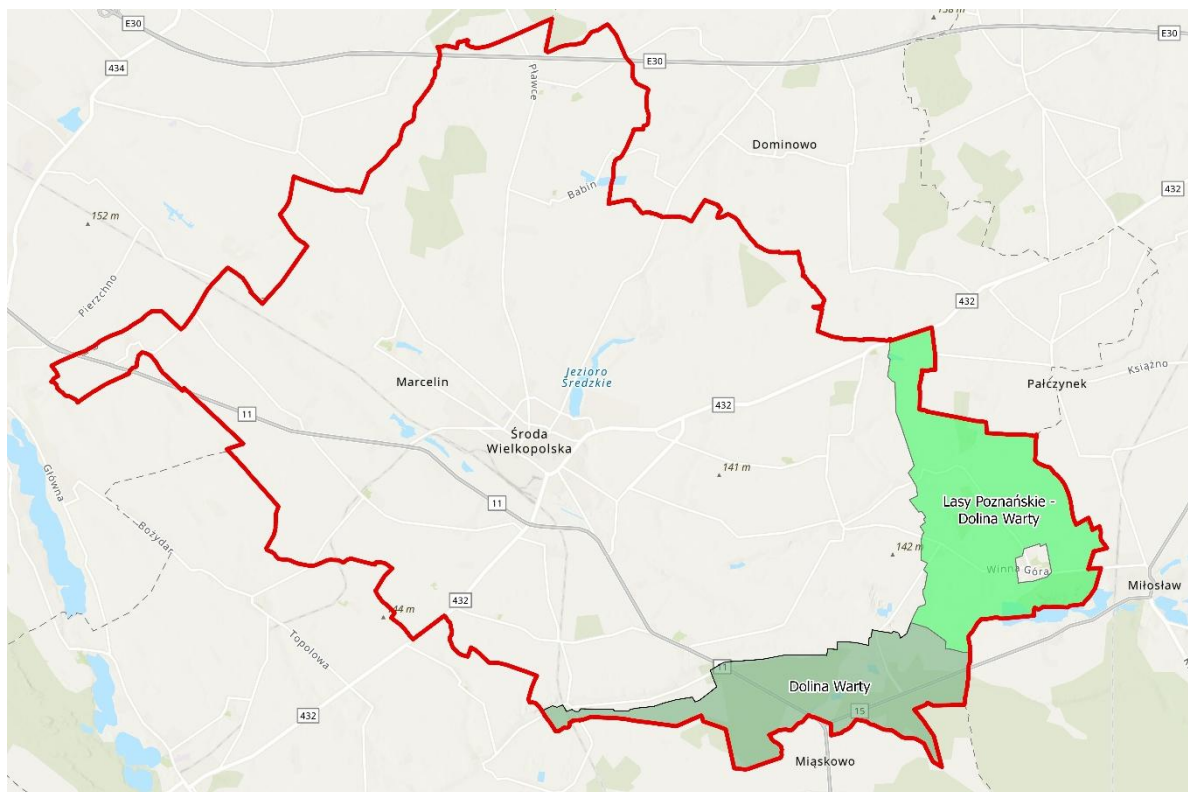 158 m
E30
E30
E30
434
Pławce
Dominowo
432
Babin
152 m
Pierzchno
432
Jezioro
Średzkie
Marcelin
Pałczynek
Książno
432
11
Środa
Wielkopolska
141 m
Główna
11
Lasy Poznańskie -
Dolina Warty
Bożydar
142 m
Winna Góra
Miłosław
432
144 m
Topolowa
11
Dolina Warty
432
15
Miąskowo